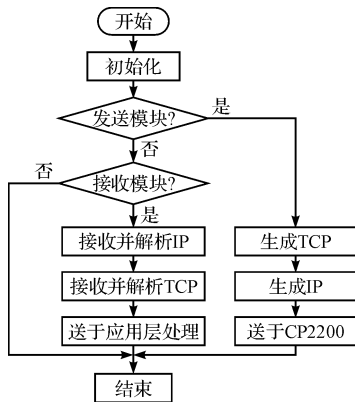 开始
初始化
发送模块?
是
否
接收模块?
否
是
接收并解析IP
生成TCP
接收并解析TCP
生成IP
送于应用层处理
送于CP2200
结束